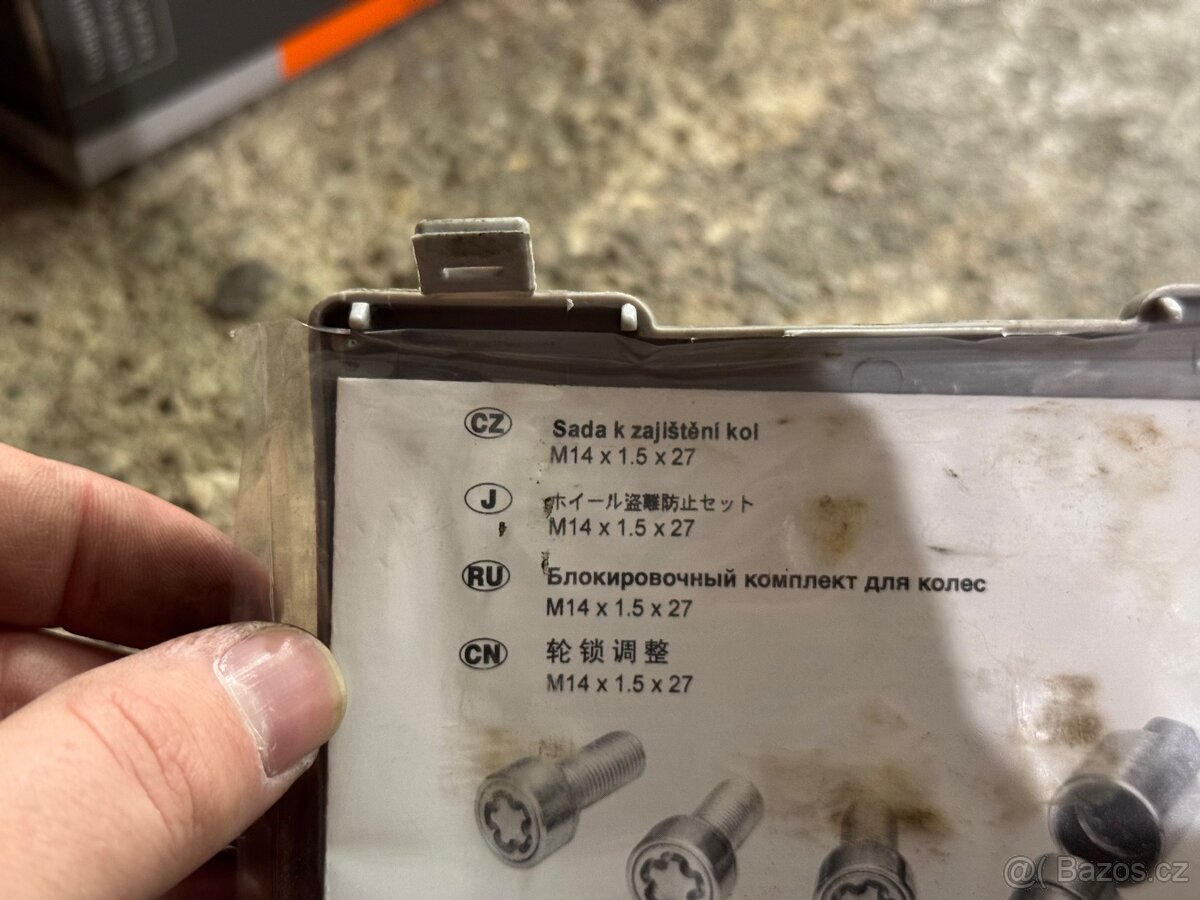 CZ Sada k zajištění kol
M14 x 1.5 x 27
J ホイール盗難防止セット
M14 x 1.5 x 27
RU Блокировочный комплект для колес
M14 x 1.5 x 27
CN 轮锁调整
M14 x 1.5 x 27
@( Bazos.cz